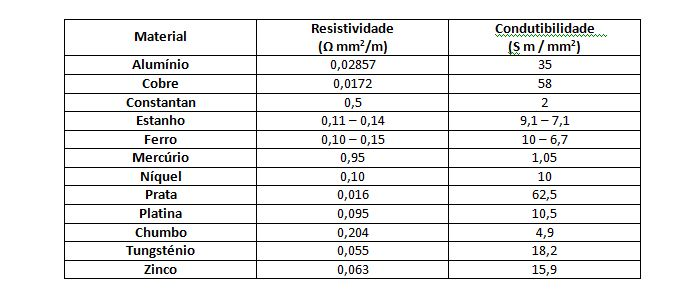 Material Resistividade Condutibilidade
(Ω mm²/m) (S m / mm²)
Alumínio 0,02857 35
Cobre 0,0172 58
Constantan 0,5 2
Estanho 0,11 – 0,14 9,1 – 7,1
Ferro 0,10 – 0,15 10 – 6,7
Mercúrio 0,95 1,05
Níquel 0,10 10
Prata 0,016 62,5
Platina 0,095 10,5
Chumbo 0,204 4,9
Tungsténio 0,055 18,2
Zinco 0,063 15,9